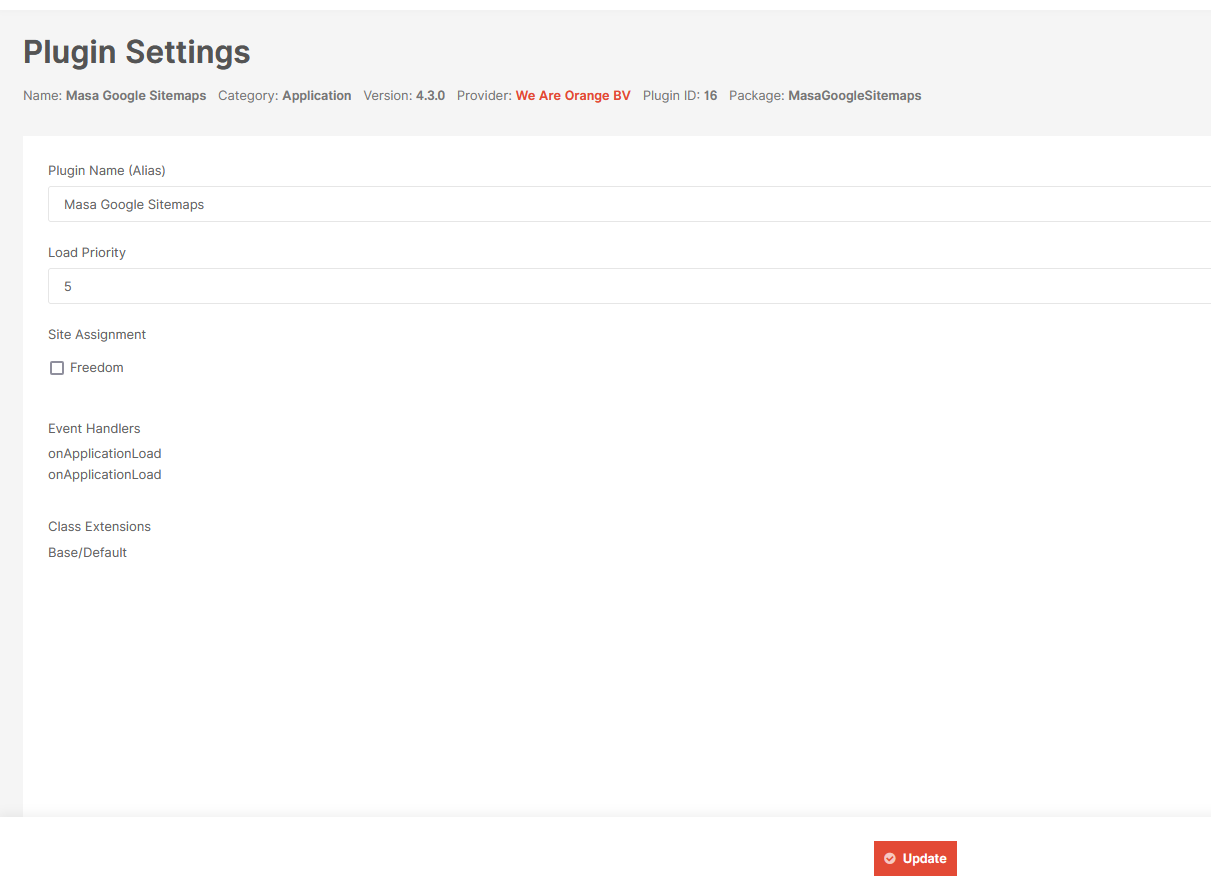 Plugin Settings
Name: Masa Google Sitemaps Category: Application Version: 4.3.0 Provider: We Are Orange BV Plugin ID: 16 Package: MasaGoogleSitemaps
Plugin Name (Alias)
Masa Google Sitemaps
Load Priority
5
Site Assignment
Freedom
Event Handlers
onApplicationLoad
onApplicationLoad
Class Extensions
Base/Default
Update